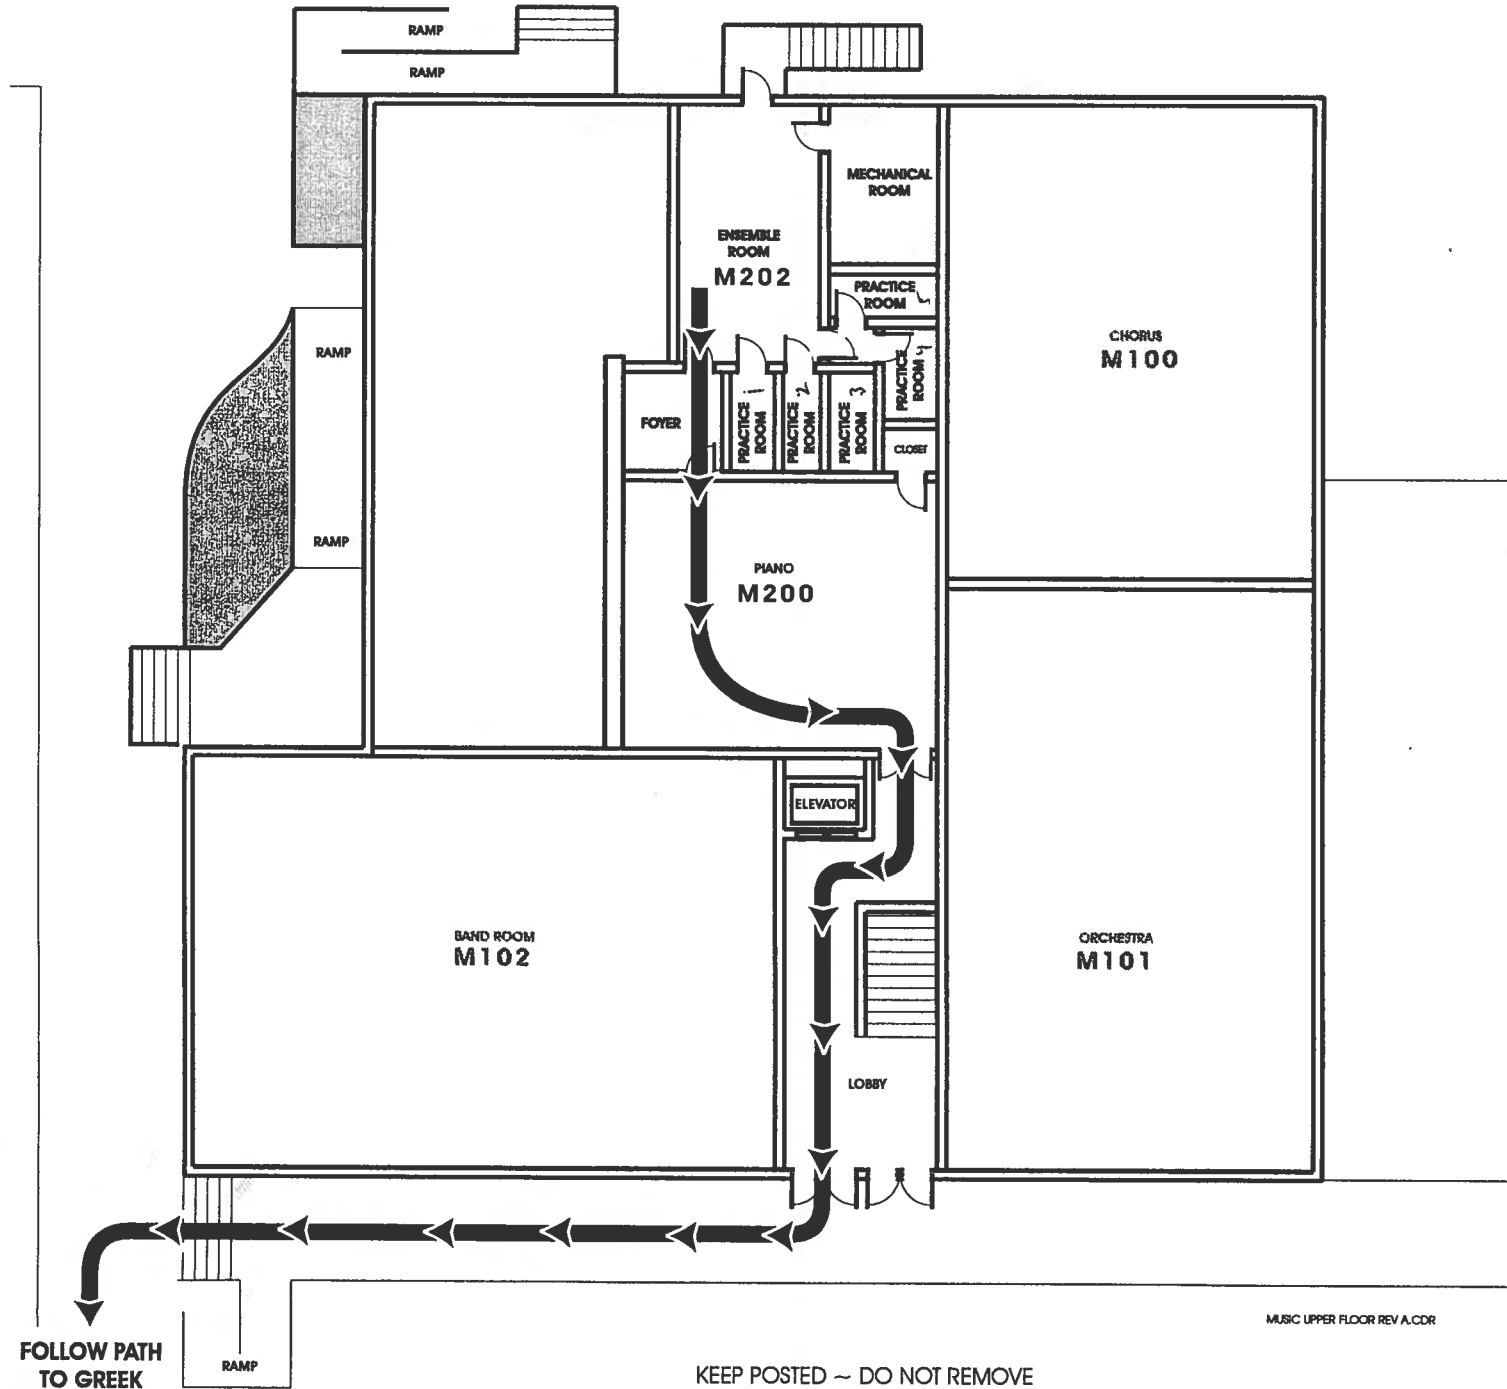 RAMP
RAMP
MECHANICAL
ROOM
ENSEMBLE
ROOM
M202
PRACTICE
ROOM 5
CHORUS
M100
RAMP
PRACTICE
ROOM 4
FOYER
PRACTICE
ROOM 1
PRACTICE
ROOM 2
PRACTICE
ROOM 3
CLOSET
RAMP
PIANO
M200
ELEVATOR
BAND ROOM
M102
ORCHESTRA
M101
LOBBY
MUSIC UPPER FLOOR REV A.CDR
FOLLOW PATH
TO GREEK
RAMP
KEEP POSTED ~ DO NOT REMOVE